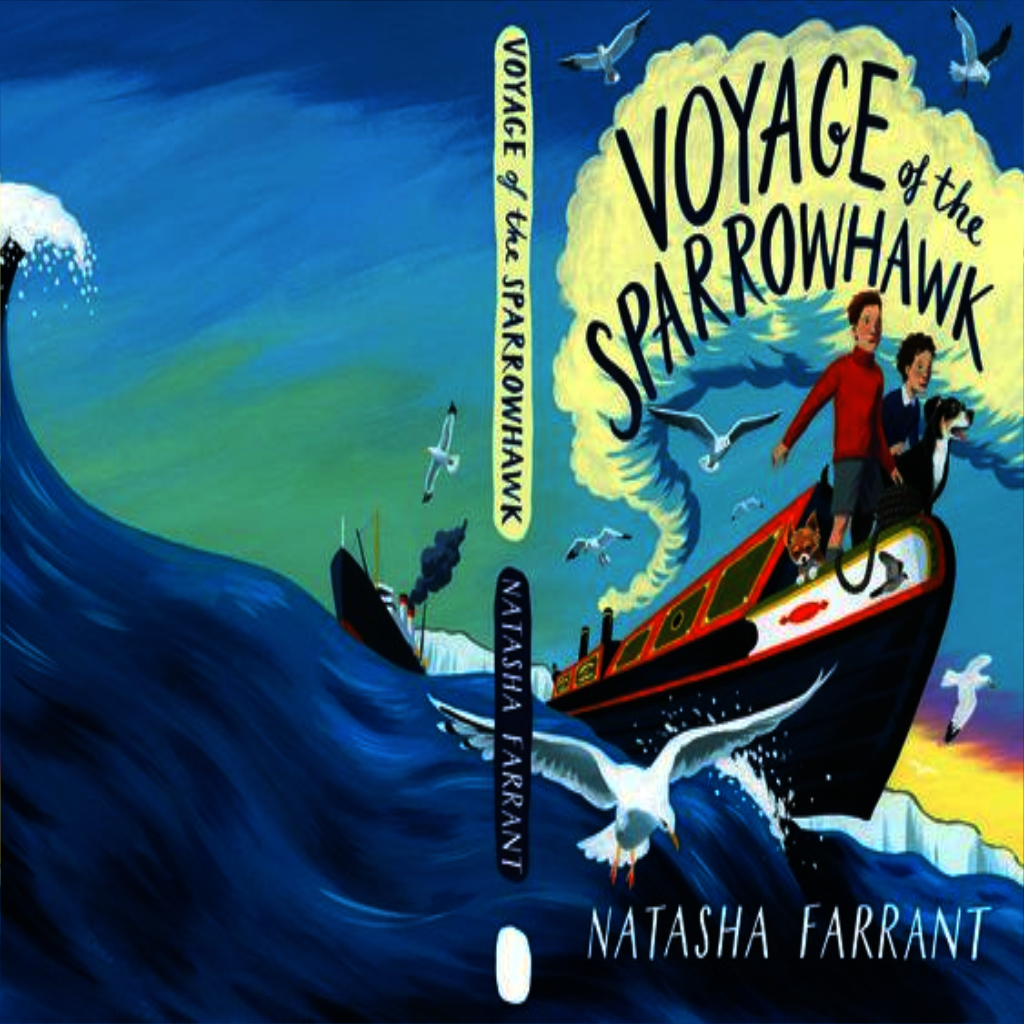 VOYAGE of the SPARROWHAWK
NATASHA FARRANT
VOYAGE
of the
SPARROWHAWK
NATASHA FARRANT